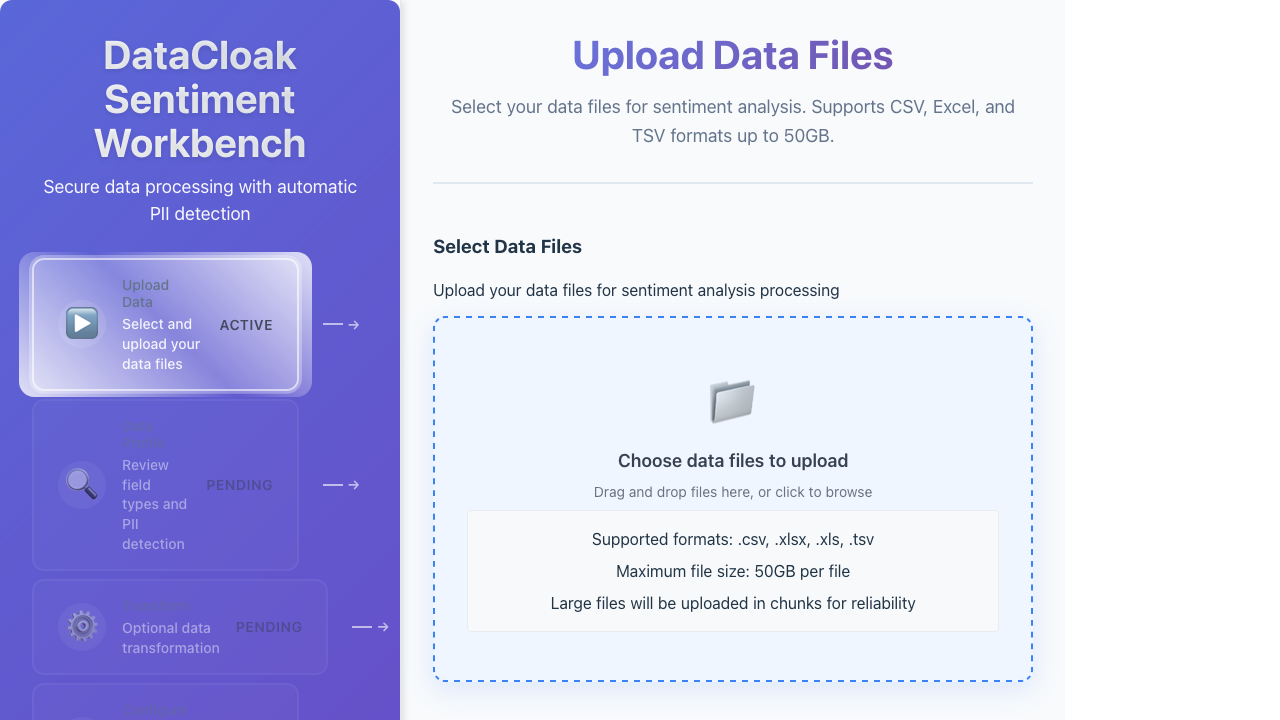 DataCloak
Sentiment
Workbench
Secure data processing with automatic
PII detection
Upload
Data
Select and
upload your
data files
ACTIVE
Data
Profile
Review
field
types and
PII
detection
PENDING
Optional data
transformation
PENDING
Upload Data Files
Select your data files for sentiment analysis. Supports CSV, Excel, and
TSV formats up to 50GB.
Select Data Files
Upload your data files for sentiment analysis processing
Choose data files to upload
Drag and drop files here, or click to browse
Supported formats: .csv, .xlsx, .xls, .tsv
Maximum file size: 50GB per file
Large files will be uploaded in chunks for reliability